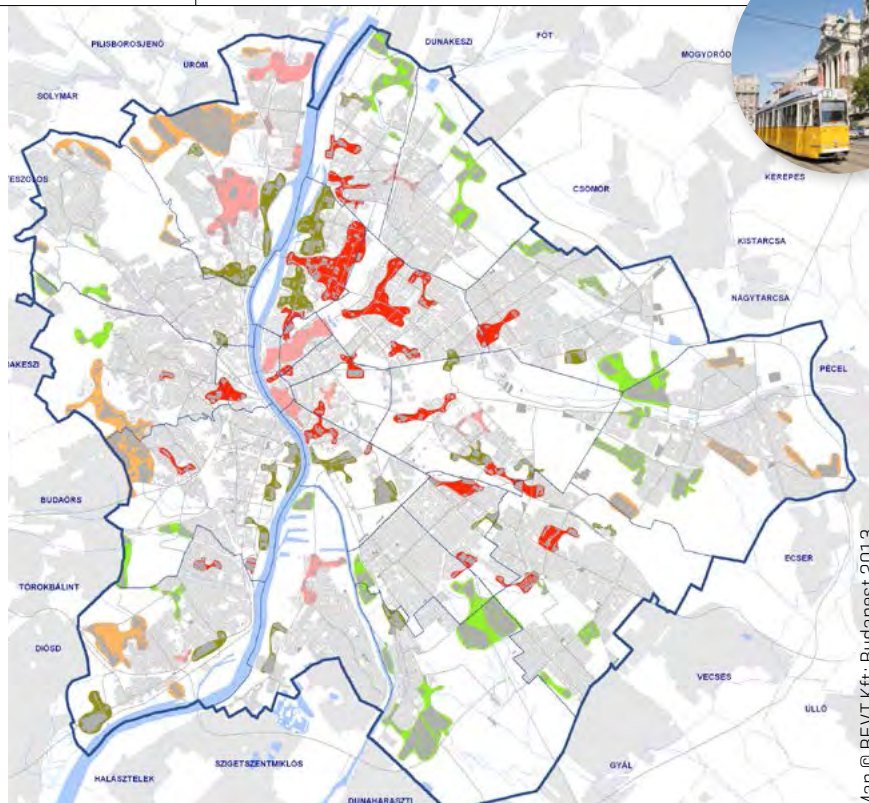 PILISBOROSJENŐ
ÜRÖM
SOLYMÁR
DUNAKESZI
FÓT
MOGYORÓD
KEREPES
CSÖMÖR
KISTARCSA
NAGYTARCSA
PÉCEL
BUDAÖRS
TÖRÖKBÁLINT
DIÓSD
ECSER
VECSÉS
ÜLLŐ
GYÁL
HALÁSZTELEK
SZIGETSZENTMIKLÓS
DUNAHARASZTI
Map © BFVT Kft; Budapest 2013